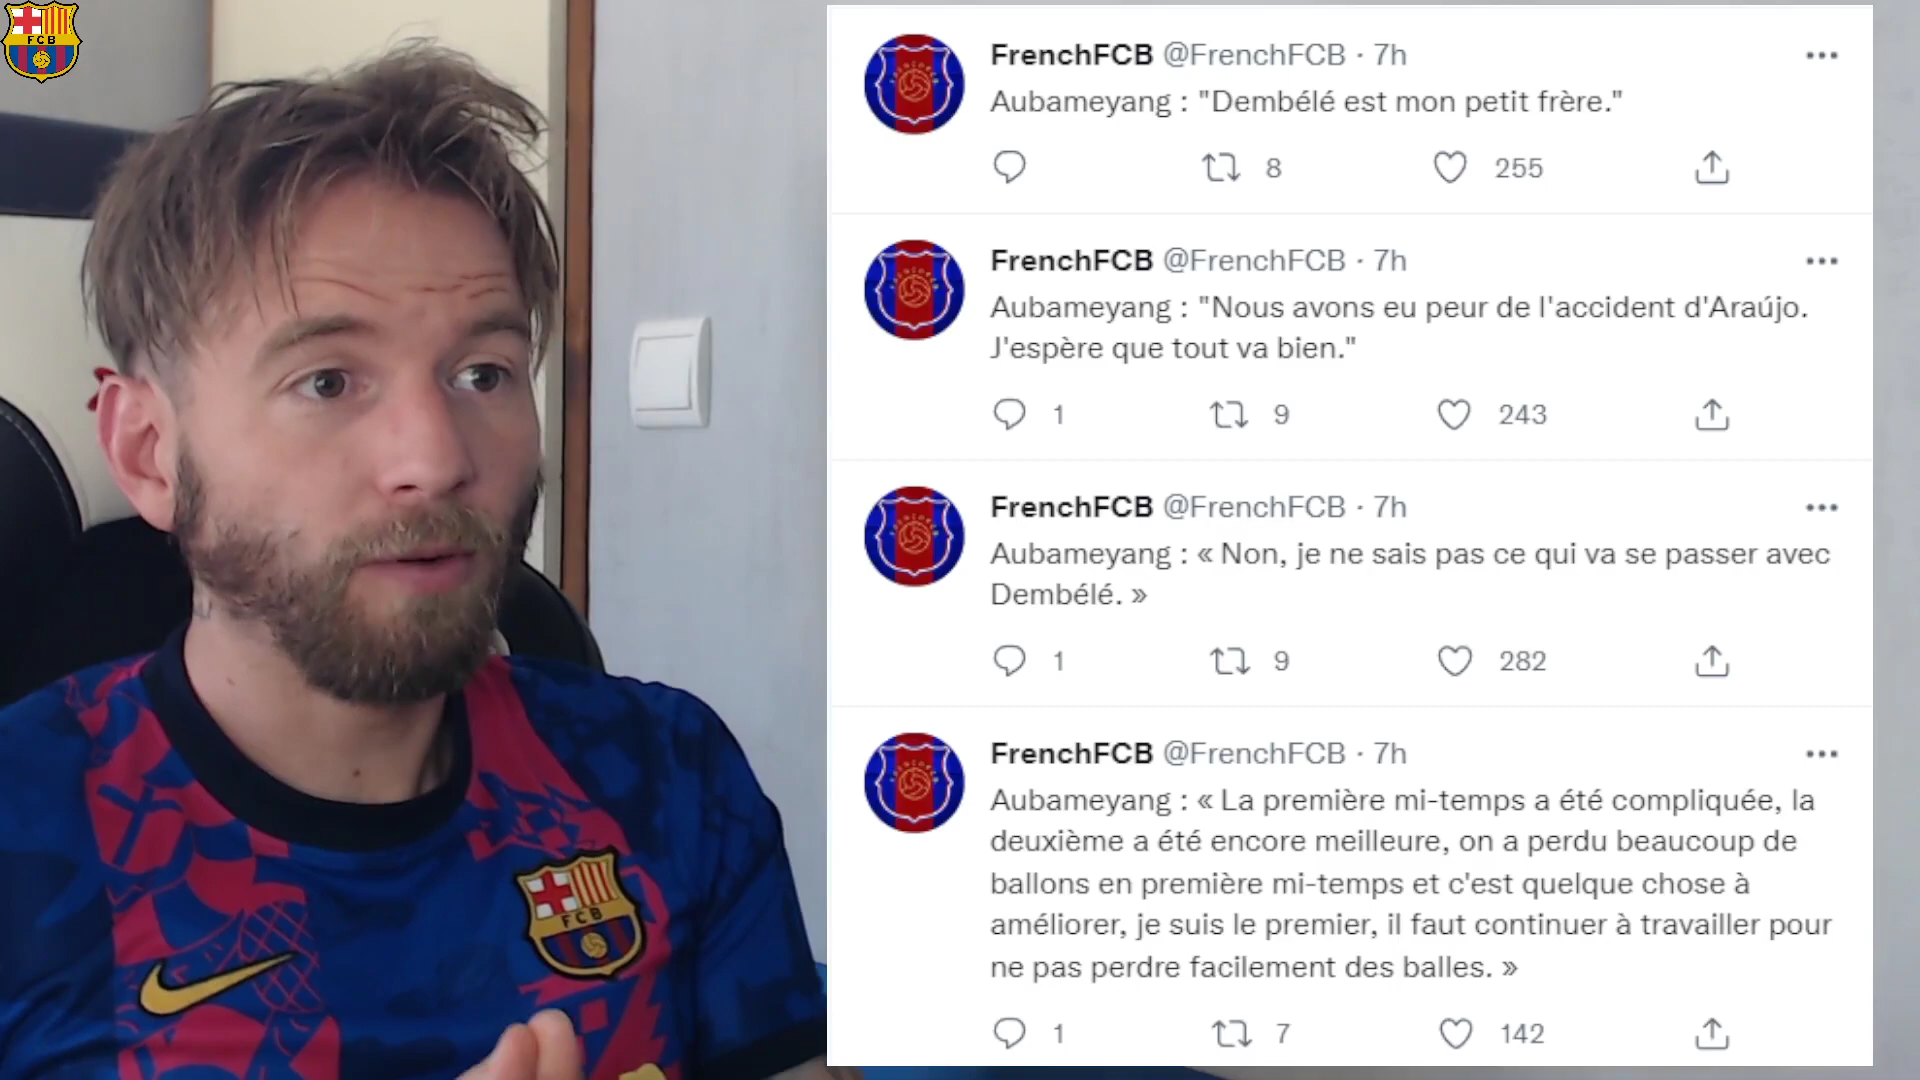 FCB
FrenchFCB @FrenchFCB · 7h
Aubameyang : "Dembélé est mon petit frère."
8 255
FrenchFCB @FrenchFCB · 7h
Aubameyang : "Nous avons eu peur de l'accident d'Araújo.
J'espère que tout va bien."
1 9 243
FrenchFCB @FrenchFCB · 7h
Aubameyang : « Non, je ne sais pas ce qui va se passer avec
Dembélé. »
1 9 282
FrenchFCB @FrenchFCB · 7h
Aubameyang : « La première mi-temps a été compliquée, la
deuxième a été encore meilleure, on a perdu beaucoup de
ballons en première mi-temps et c'est quelque chose à
améliorer, je suis le premier, il faut continuer à travailler pour
ne pas perdre facilement des balles. »
1 7 142
FCB